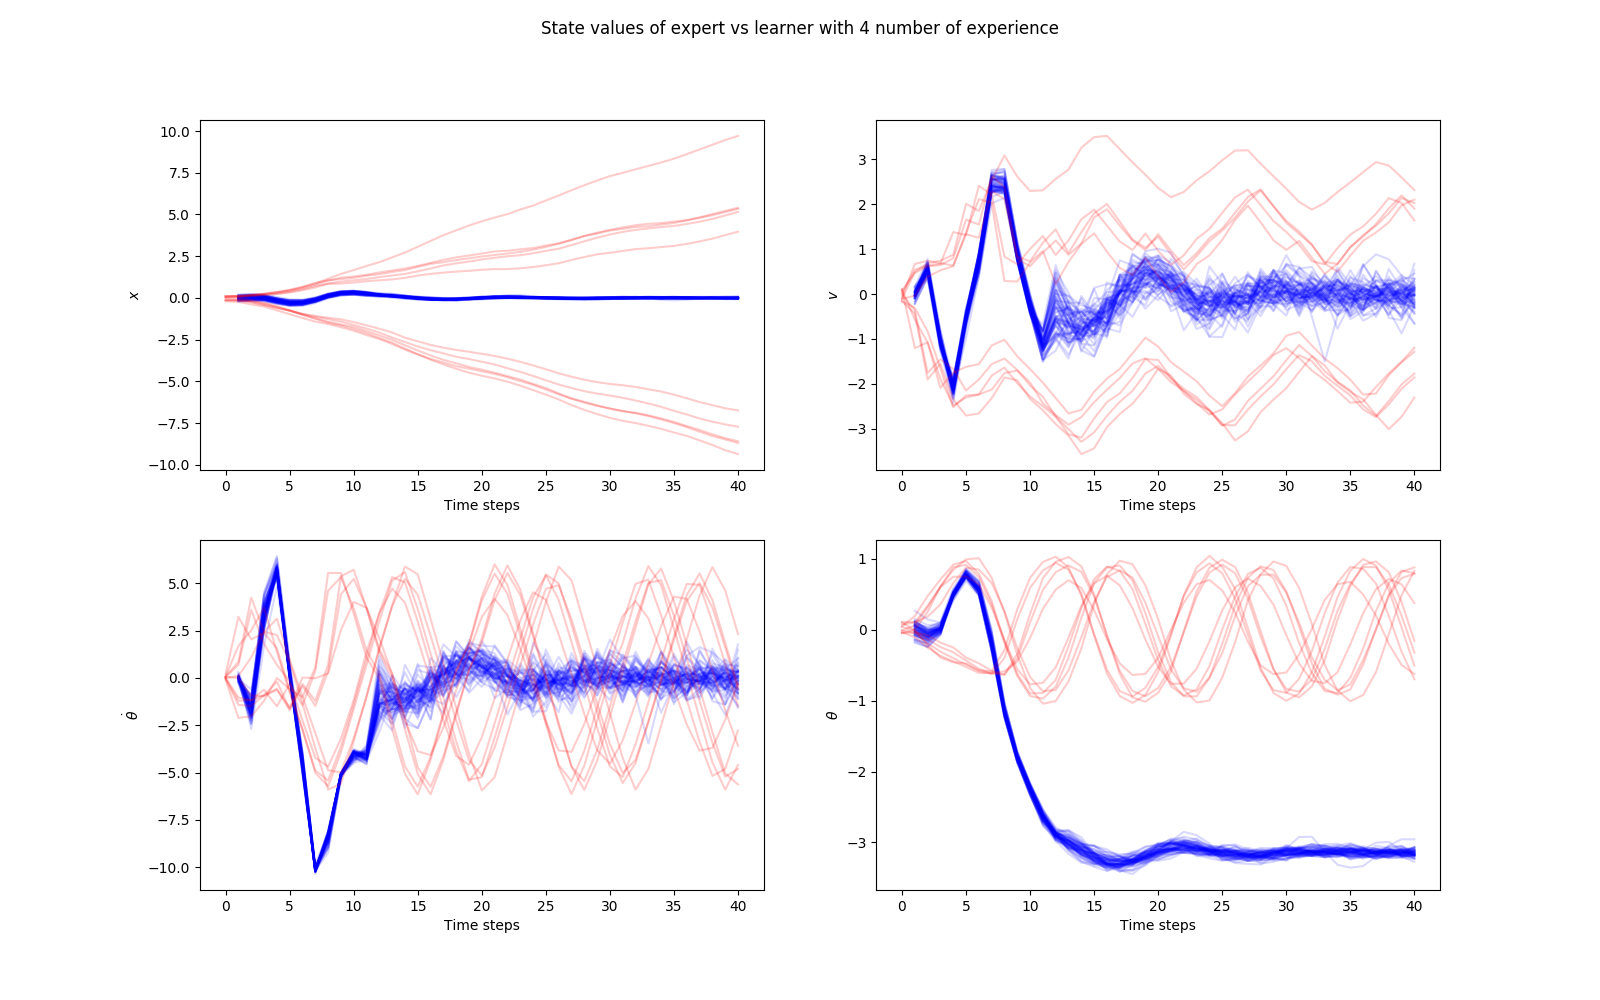 State values of expert vs learner with 4 number of experience
10.0
7.5
5.0
2.5
0.0
−2.5
−5.0
−7.5
−10.0
x
0 5 10 15 20 25 30 35 40
Time steps
3
2
1
0
−1
−2
−3
v
0 5 10 15 20 25 30 35 40
Time steps
5.0
2.5
0.0
−2.5
−5.0
−7.5
−10.0
θ̇
0 5 10 15 20 25 30 35 40
Time steps
1
0
−1
−2
−3
θ
0 5 10 15 20 25 30 35 40
Time steps